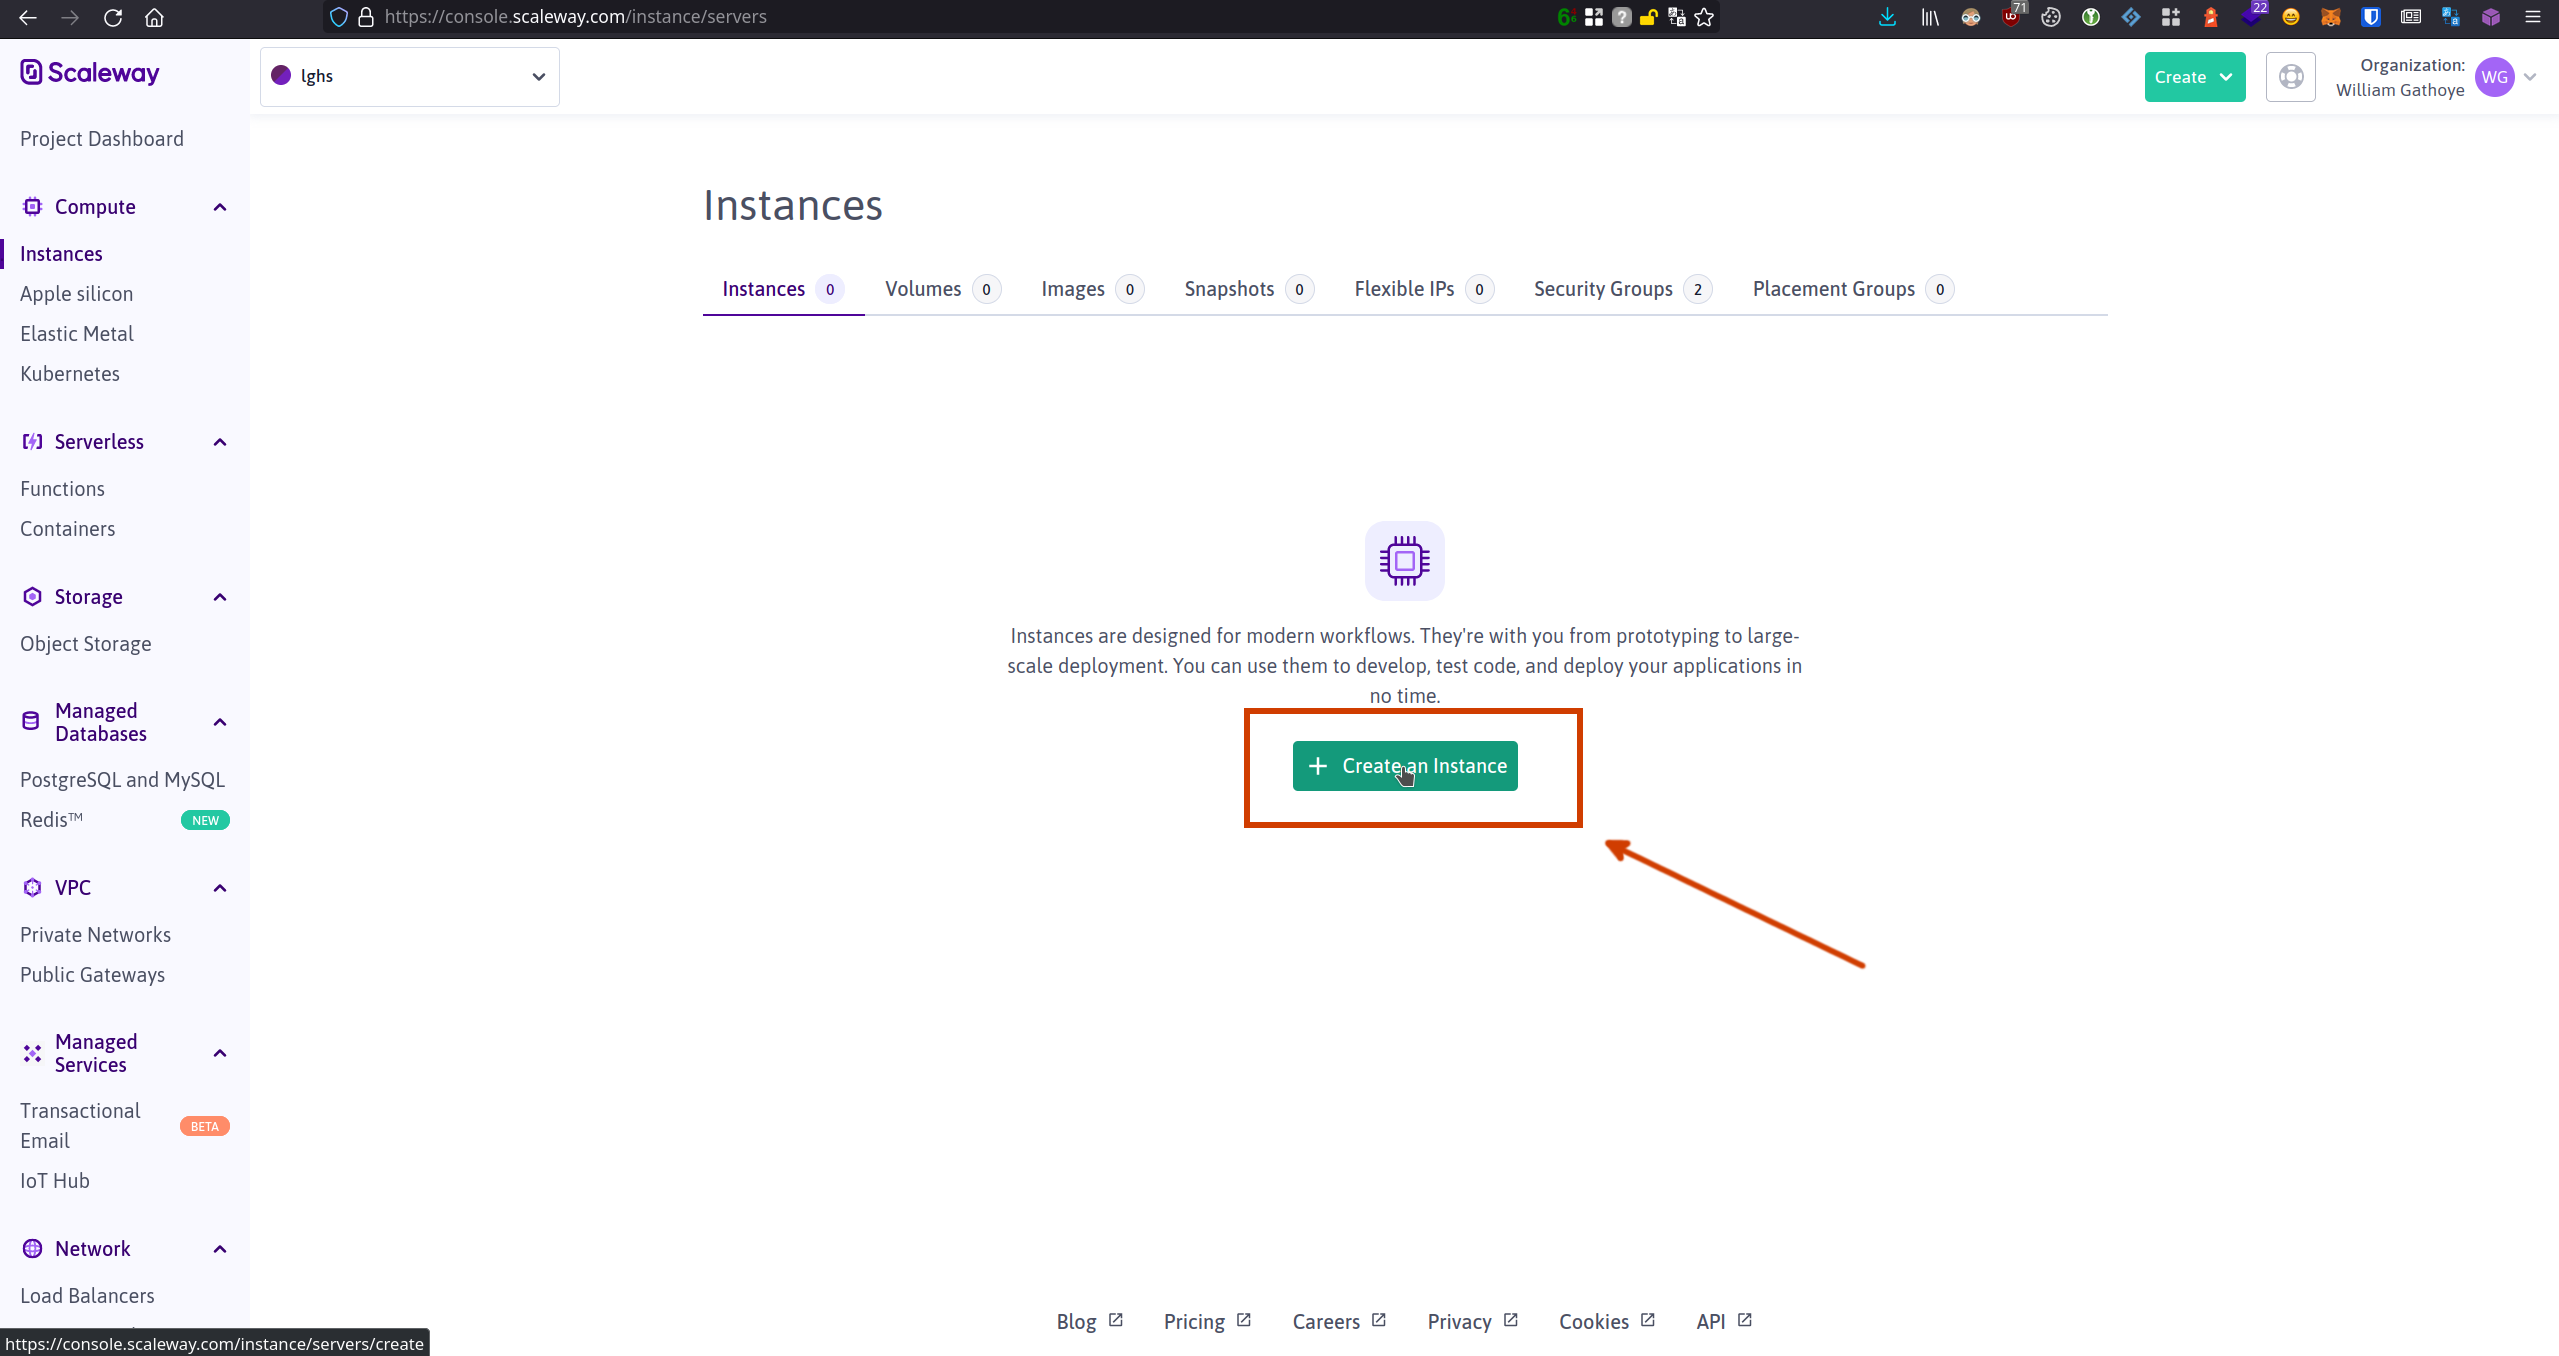 https://console.scaleway.com/instance/servers
71
22
Scaleway
lghs
Create
Organization:
William Gathoye
WG
Project Dashboard
Compute
Instances
Apple silicon
Elastic Metal
Kubernetes
Serverless
Functions
Containers
Storage
Object Storage
Managed
Databases
PostgreSQL and MySQL
Redis™ NEW
VPC
Private Networks
Public Gateways
Managed
Services
Transactional
Email
BETA
IoT Hub
Network
Load Balancers
Instances
Instances 0 Volumes 0 Images 0 Snapshots 0 Flexible IPs 0 Security Groups 2 Placement Groups 0
Instances are designed for modern workflows. They're with you from prototyping to large-
scale deployment. You can use them to develop, test code, and deploy your applications in
no time.
+ Create an Instance
Blog Pricing Careers Privacy Cookies API
https://console.scaleway.com/instance/servers/create